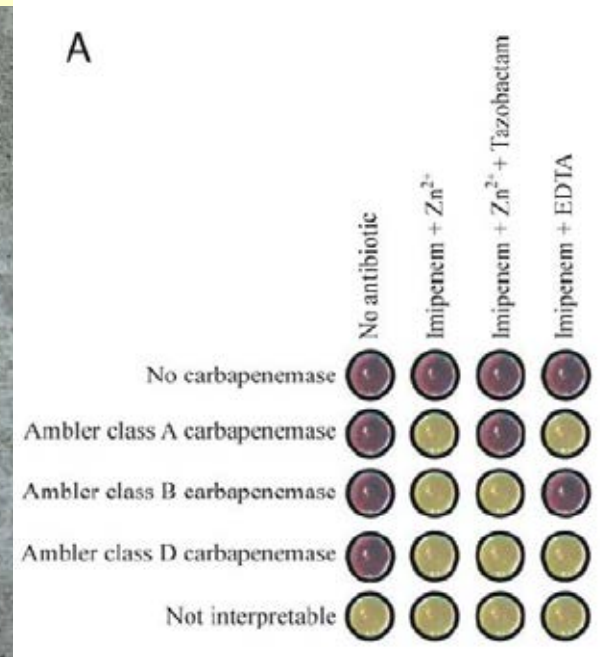 A
No antibiotic
Imipenem + Zn²⁺
Imipenem + Zn²⁺ + Tazobactam
Imipenem + EDTA
No carbapenemase
Ambler class A carbapenemase
Ambler class B carbapenemase
Ambler class D carbapenemase
Not interpretable